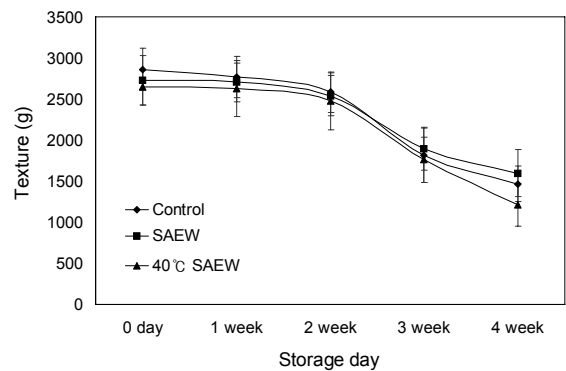 3500
3000
2500
2000
1500
1000
500
0
Texture (g)
Control
SAEW
40℃ SAEW
0 day 1 week 2 week 3 week 4 week
Storage day